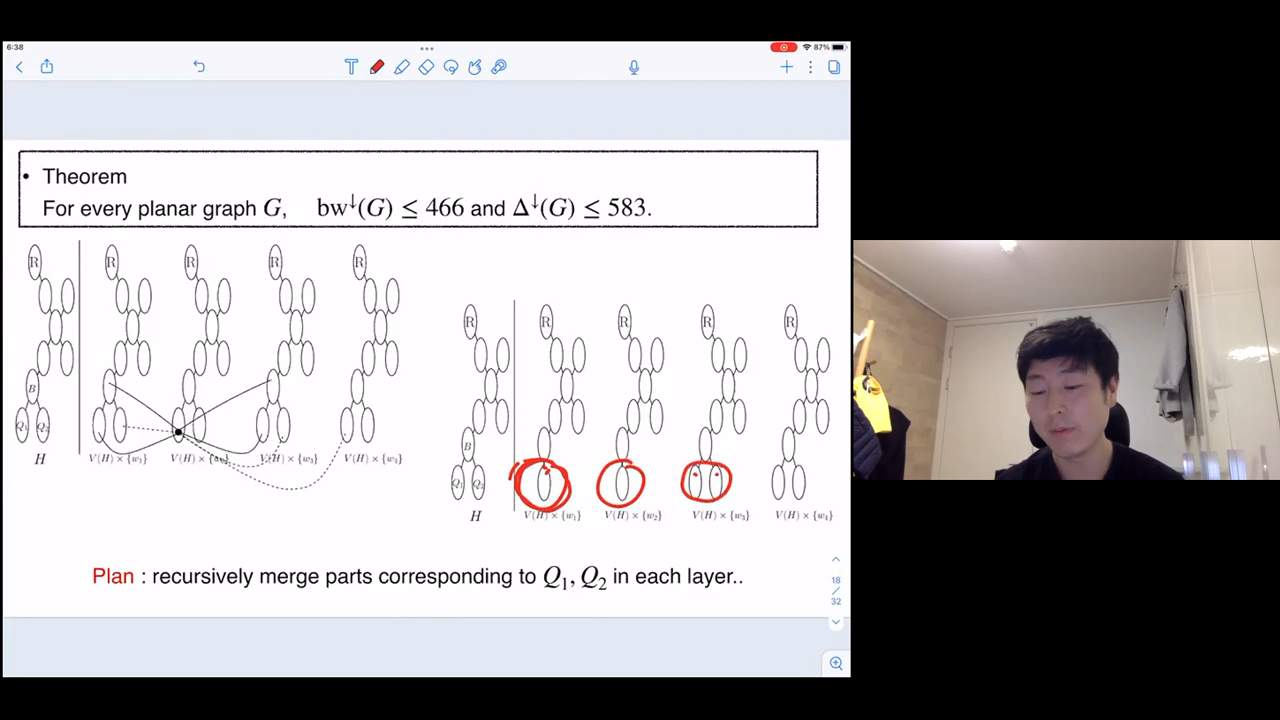 6:38
87%
T
• Theorem
For every planar graph G, bw↓(G) ≤ 466 and Δ↓(G) ≤ 583.
R R R R R
B
Q₁ Q₂
H V(H) × {w₁} V(H) × {w₃} V(H) × {w₄}
R R R R R
B
Q₁ Q₂
H V(H) × {w₁} V(H) × {w₂} V(H) × {w₃} V(H) × {w₄}
Plan : recursively merge parts corresponding to Q₁, Q₂ in each layer..
18
/
32